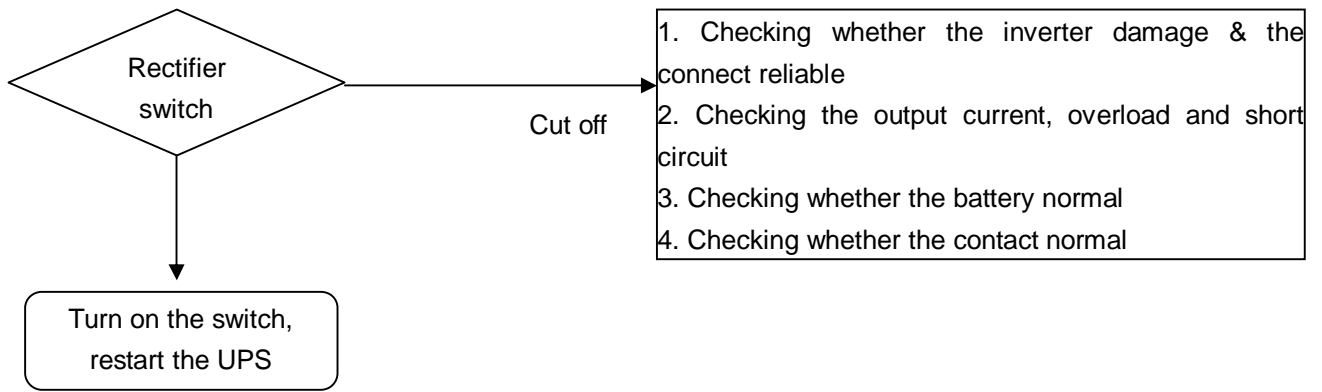 Rectifier
switch
Cut off
1. Checking whether the inverter damage & the
connect reliable
2. Checking the output current, overload and short
circuit
3. Checking whether the battery normal
4. Checking whether the contact normal
Turn on the switch,
restart the UPS